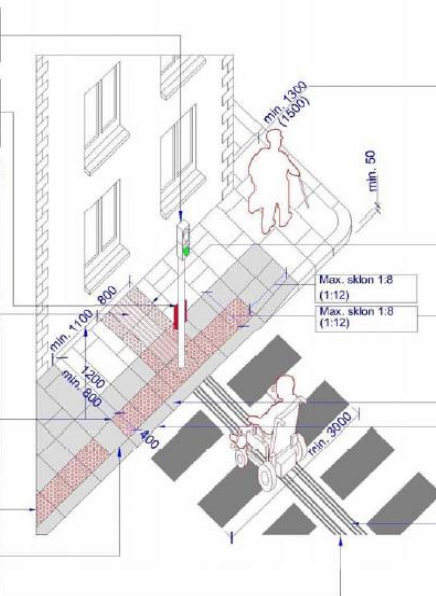 min. 1300
(1500)
min. 50
Max. sklon 1:8
(1:12)
Max. sklon 1:8
(1:12)
800
min. 1100
1200
min. 800
400
min. 3000